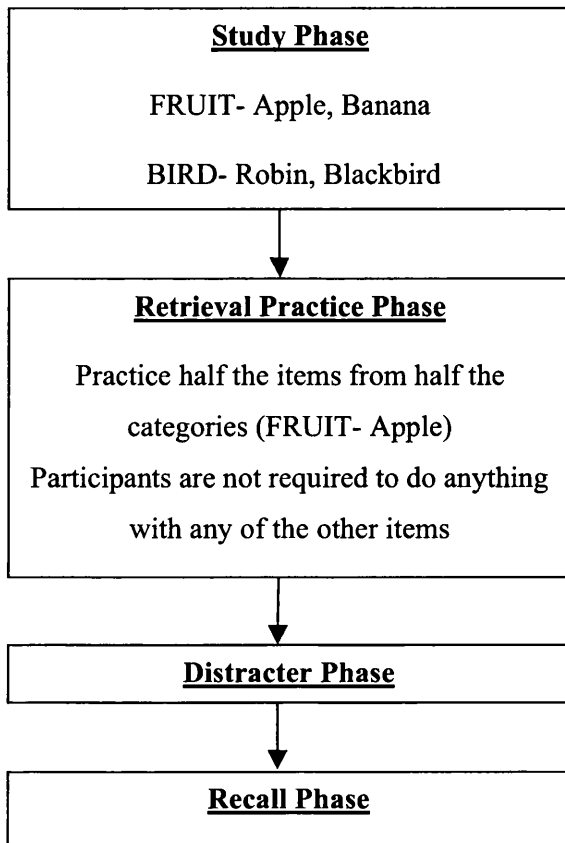 Study Phase
FRUIT- Apple, Banana
BIRD- Robin, Blackbird
Retrieval Practice Phase
Practice half the items from half the
categories (FRUIT- Apple)
Participants are not required to do anything
with any of the other items
Distracter Phase
Recall Phase